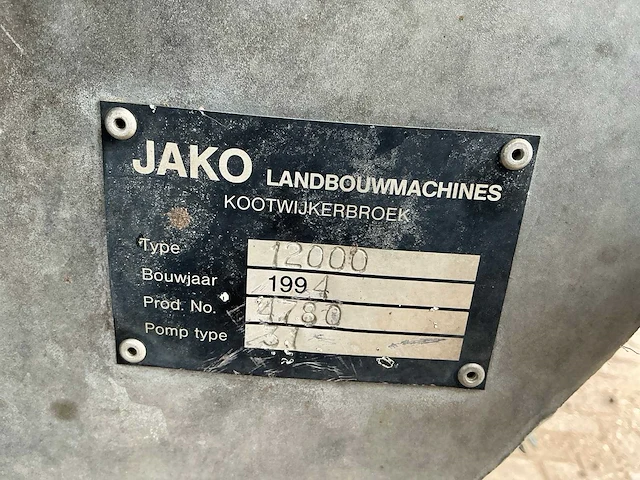 JAKO LANDBOUWMACHINES
KOOTWIJKERBROEK
Type 12000
Bouwjaar 1994
Prod. No. 4780
Pomp type